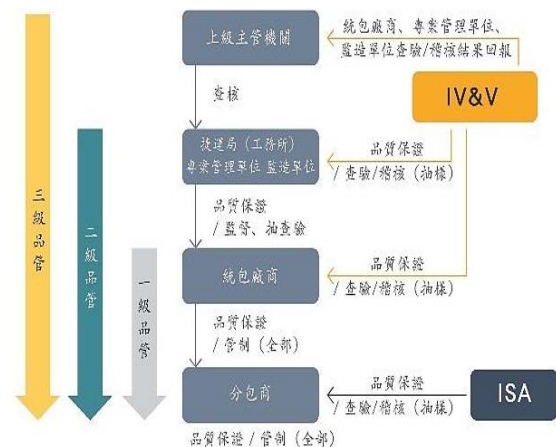 統包廠商、專案管理單位、
監造單位查驗/稽核結果回報
上級主管機關
IV&V
查核
捷運局（工務所）
專案管理單位 監造單位
品質保證
/ 查驗/稽核（抽樣）
品質保證
/ 監督、抽查驗
三級品管
二級品管
一級品管
統包廠商
品質保證
/ 查驗/稽核（抽樣）
品質保證
/ 管制（全部）
分包商
品質保證
/ 查驗/稽核（抽樣）
ISA
品質保證 / 管制（全部）